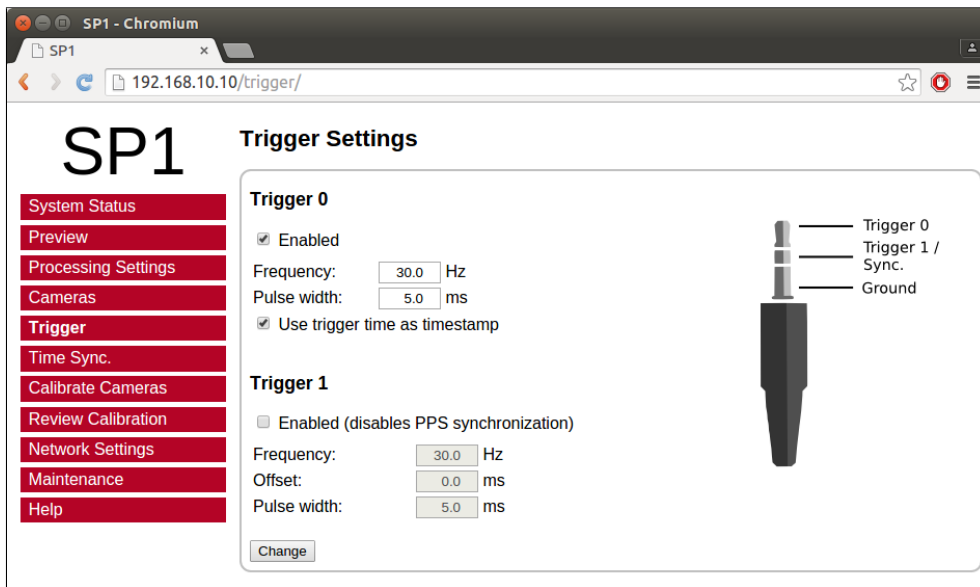 SP1 - Chromium
SP1 ×
192.168.10.10/trigger/
SP1
System Status
Preview
Processing Settings
Cameras
Trigger
Time Sync.
Calibrate Cameras
Review Calibration
Network Settings
Maintenance
Help
Trigger Settings
Trigger 0
Enabled
Frequency: 30.0 Hz
Pulse width: 5.0 ms
Use trigger time as timestamp
Trigger 1
Enabled (disables PPS synchronization)
Frequency: 30.0 Hz
Offset: 0.0 ms
Pulse width: 5.0 ms
Change
Trigger 0
Trigger 1 /
Sync.
Ground